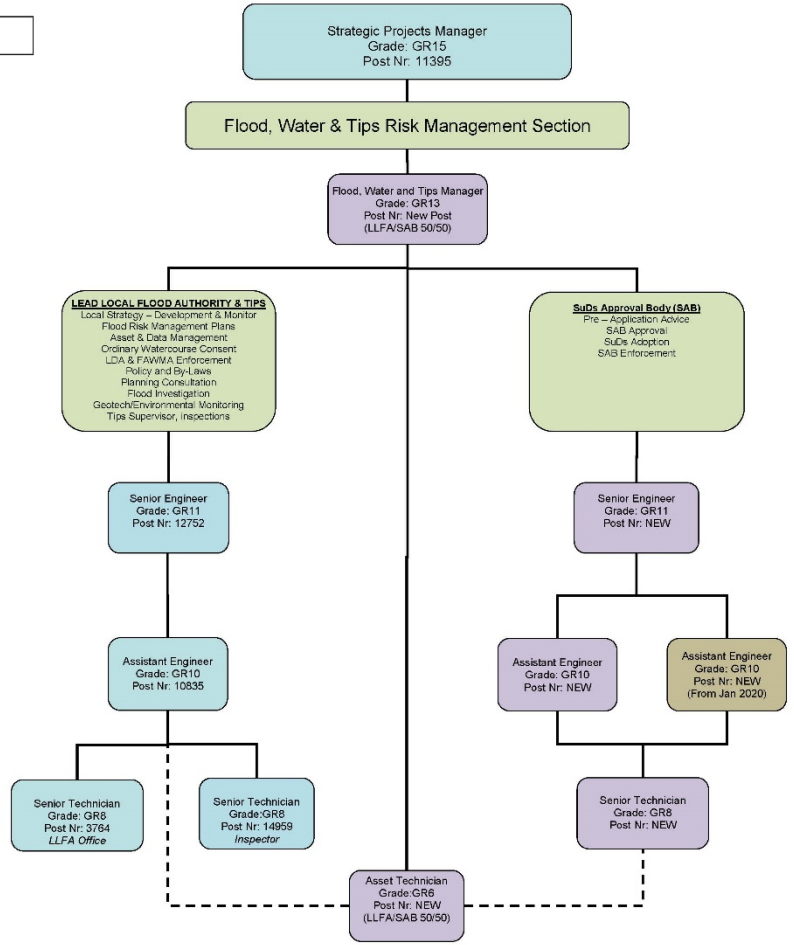 Strategic Projects Manager
Grade: GR15
Post Nr: 11395
Flood, Water & Tips Risk Management Section
Flood, Water and Tips Manager
Grade: GR13
Post Nr: New Post
(LLFA/SAB 50/50)
LEAD LOCAL FLOOD AUTHORITY & TIPS
Local Strategy – Development & Monitor
Flood Risk Management Plans
Asset & Data Management
Ordinary Watercourse Consent
LDA & FAWMA Enforcement
Policy and By-Laws
Planning Consultation
Flood Investigation
Geotech/Environmental Monitoring
Tips Supervisor, inspections
SuDs Approval Body (SAB)
Pre – Application Advice
SAB Approval
SuDs Adoption
SAB Enforcement
Senior Engineer
Grade: GR11
Post Nr: 12752
Senior Engineer
Grade: GR11
Post Nr: NEW
Assistant Engineer
Grade: GR10
Post Nr: 10835
Assistant Engineer
Grade: GR10
Post Nr: NEW
Assistant Engineer
Grade: GR10
Post Nr: NEW
(From Jan 2020)
Senior Technician
Grade: GR8
Post Nr: 3764
LLFA Office
Senior Technician
Grade:GR8
Post Nr: 14959
Inspector
Senior Technician
Grade: GR8
Post Nr: NEW
Asset Technician
Grade:GR6
Post Nr: NEW
(LLFA/SAB 50/50)